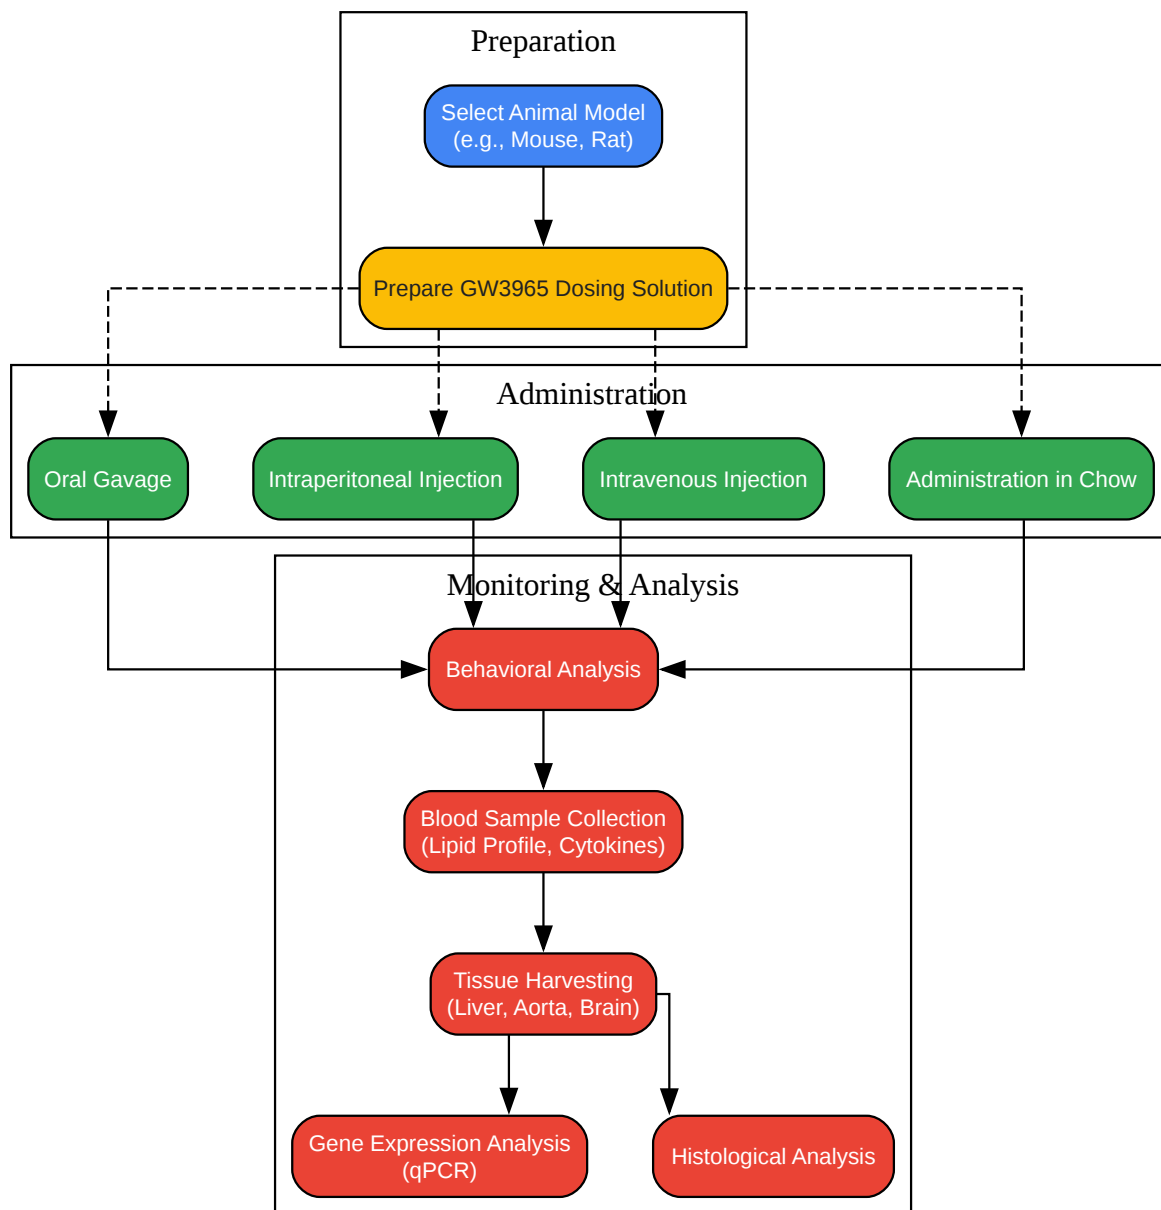 Preparation
Select Animal Model
(e.g., Mouse, Rat)
Prepare GW3965 Dosing Solution
Administration
Oral Gavage
Intraperitoneal Injection
Intravenous Injection
Administration in Chow
Monitoring & Analysis
Behavioral Analysis
Blood Sample Collection
(Lipid Profile, Cytokines)
Tissue Harvesting
(Liver, Aorta, Brain)
Gene Expression Analysis
(qPCR)
Histological Analysis